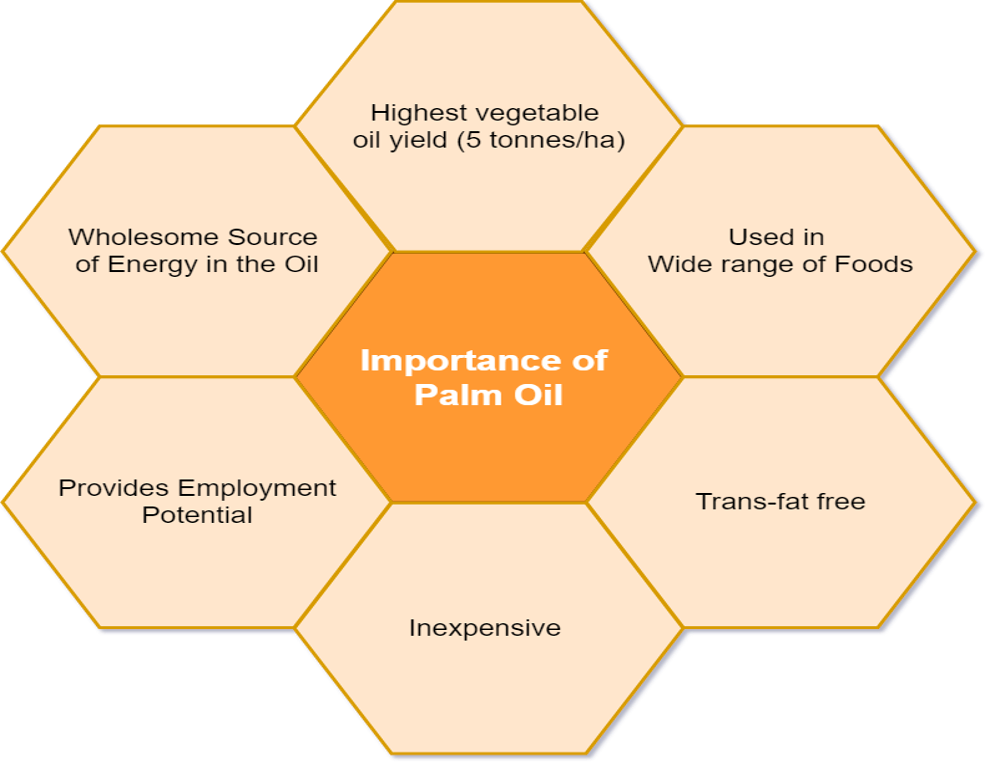 Highest vegetable
oil yield (5 tonnes/ha)
Wholesome Source
of Energy in the Oil
Used in
Wide range of Foods
Importance of
Palm Oil
Provides Employment
Potential
Trans-fat free
Inexpensive